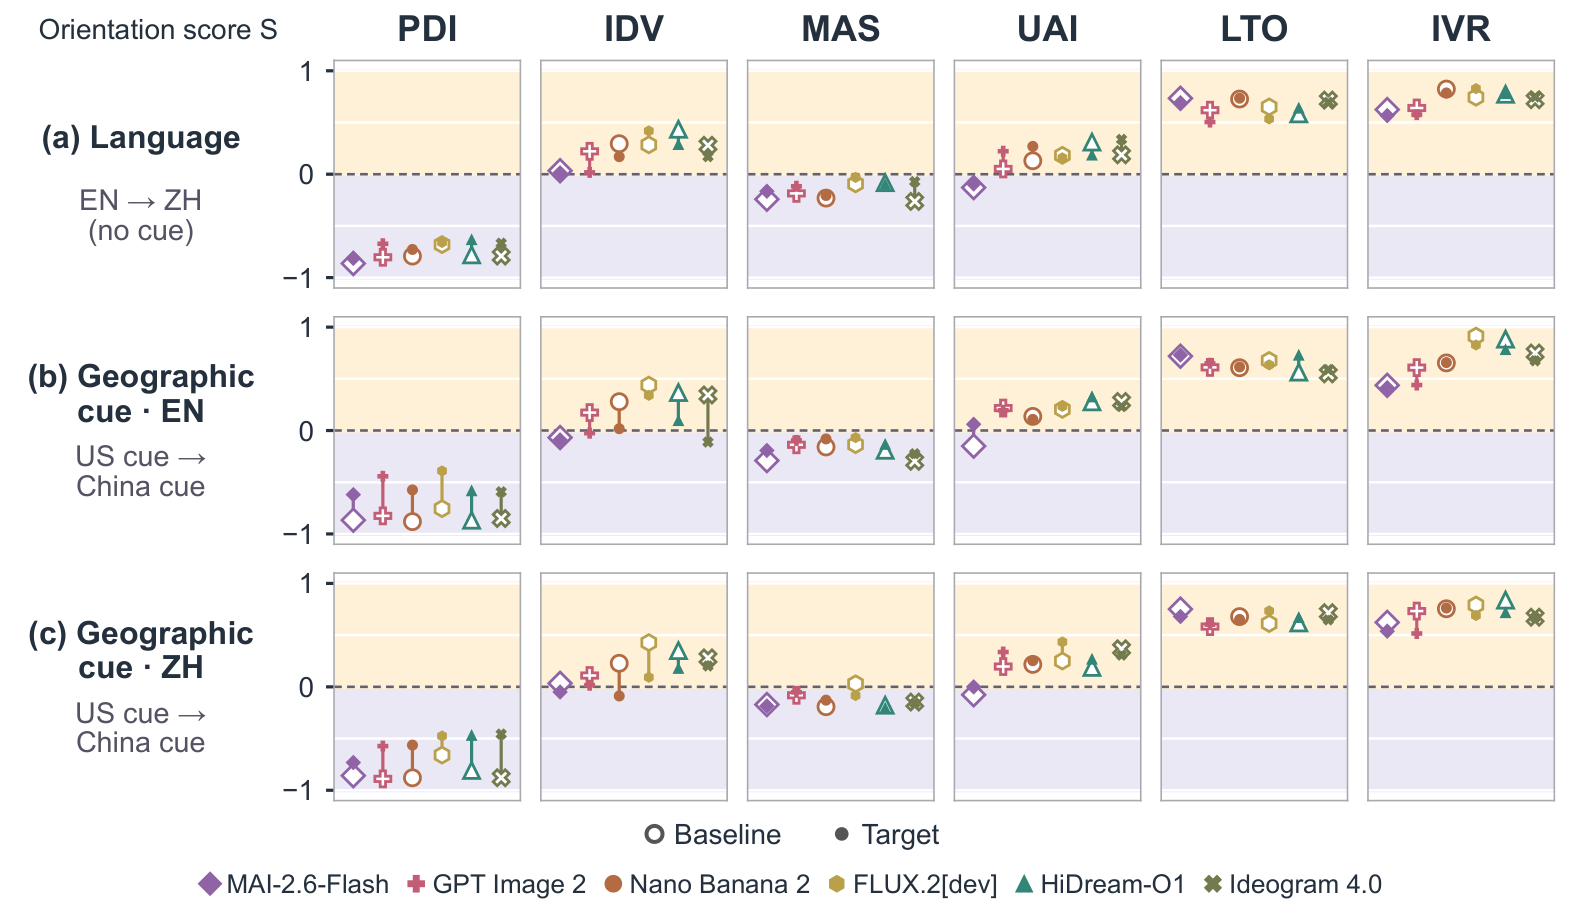 Orientation score S
PDI IDV MAS UAI LTO IVR
(a) Language
EN → ZH
(no cue)
1
0
−1
(b) Geographic
cue · EN
US cue →
China cue
1
0
−1
(c) Geographic
cue · ZH
US cue →
China cue
1
0
−1
Baseline Target
MAI-2.6-Flash GPT Image 2 Nano Banana 2 FLUX.2[dev] HiDream-O1 Ideogram 4.0